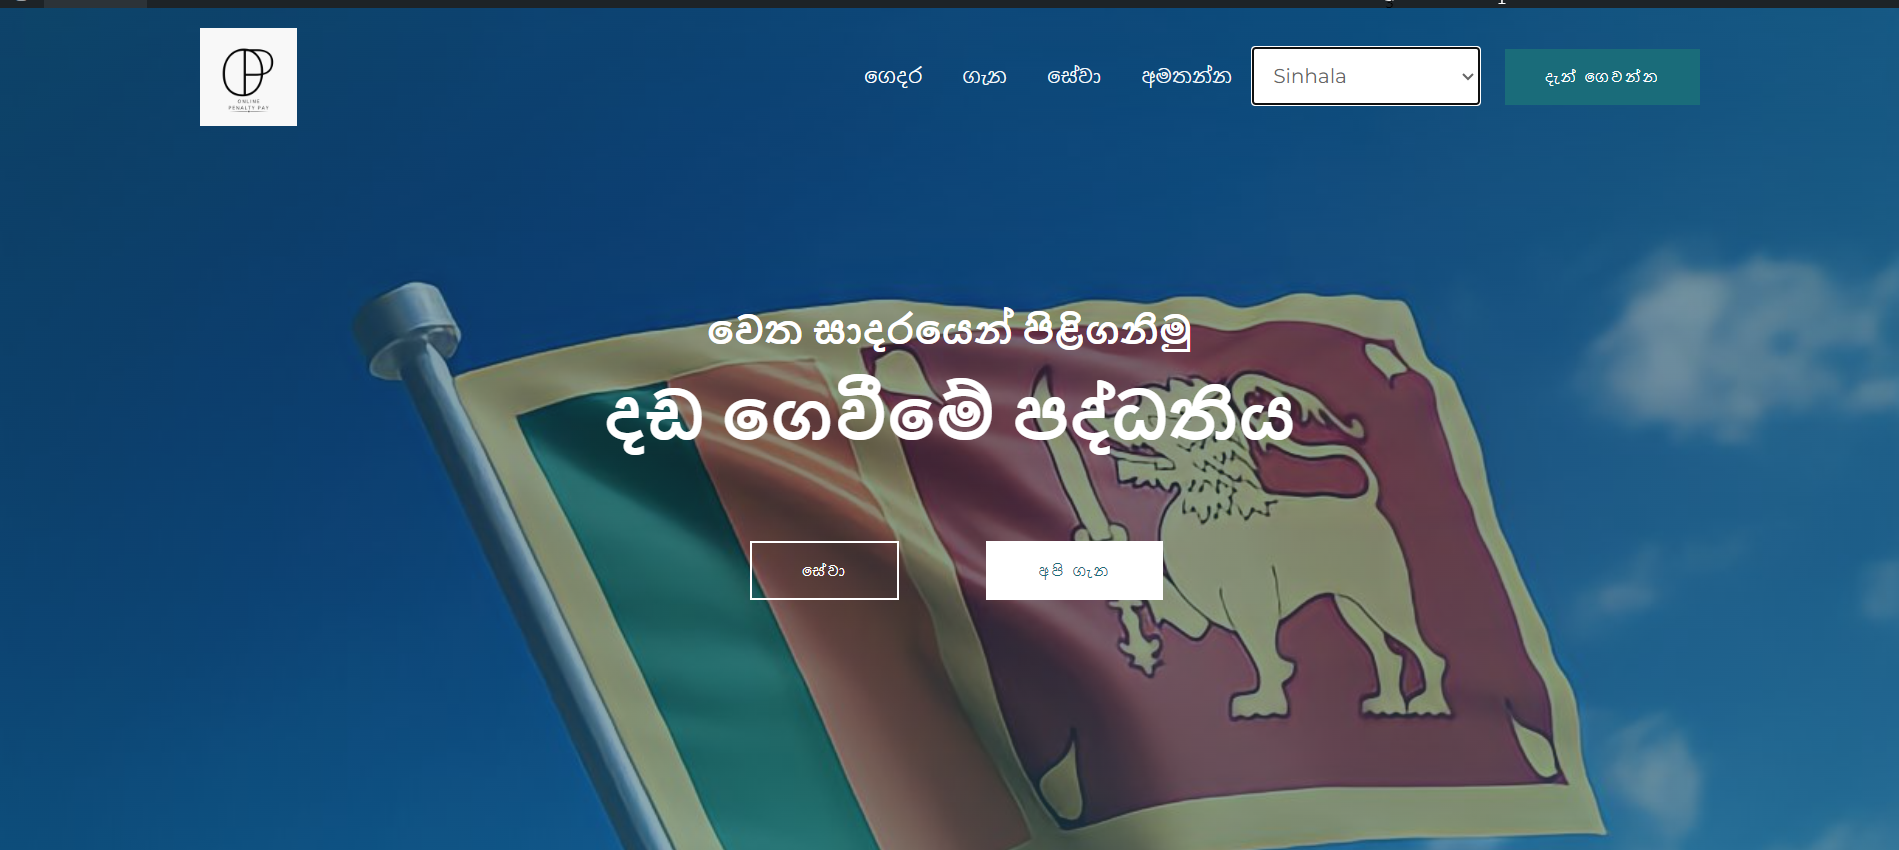 ONLINE
PENALTY PAY
ගෙදර
ගැන
සේවා
අමතන්න
Sinhala
දැන් ගෙවන්න
වෙත සාදරයෙන් පිළිගනිමු
දඩ ගෙවීමේ පද්ධතිය
සේවා
අපි ගැන